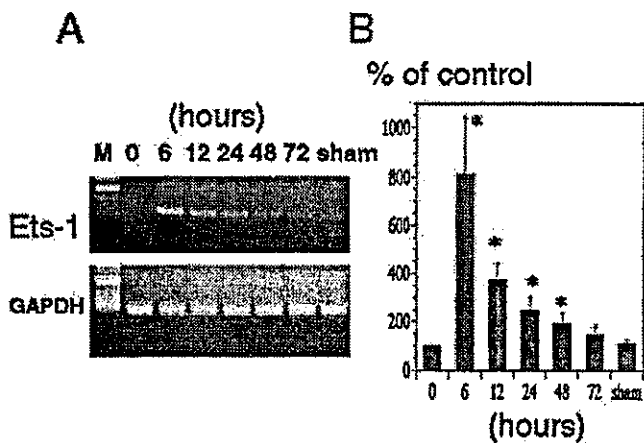 A
(hours)
M 0 6 12 24 48 72 sham
Ets-1
GAPDH
B
% of control
1000
800
600
400
200
0
* * * *
0 6 12 24 48 72 sham
(hours)